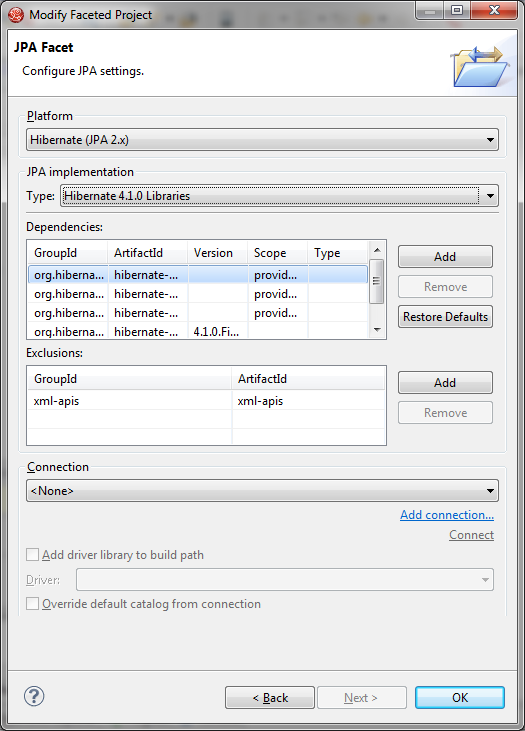 Modify Faceted Project
JPA Facet
Configure JPA settings.
Platform
Hibernate (JPA 2.x)
JPA implementation
Type: Hibernate 4.1.0 Libraries
Dependencies:
GroupId ArtifactId Version Scope Type
org.hiberna... hibernate-... provid...
org.hiberna... hibernate-... provid...
org.hiberna... hibernate-... provid...
org.hiberna... hibernate-... 4.1.0.Fi...
Add
Remove
Restore Defaults
Exclusions:
GroupId ArtifactId
xml-apis xml-apis
Add
Remove
Connection
<None>
Add connection...
Connect
Add driver library to build path
Driver:
Override default catalog from connection
?
< Back Next > OK